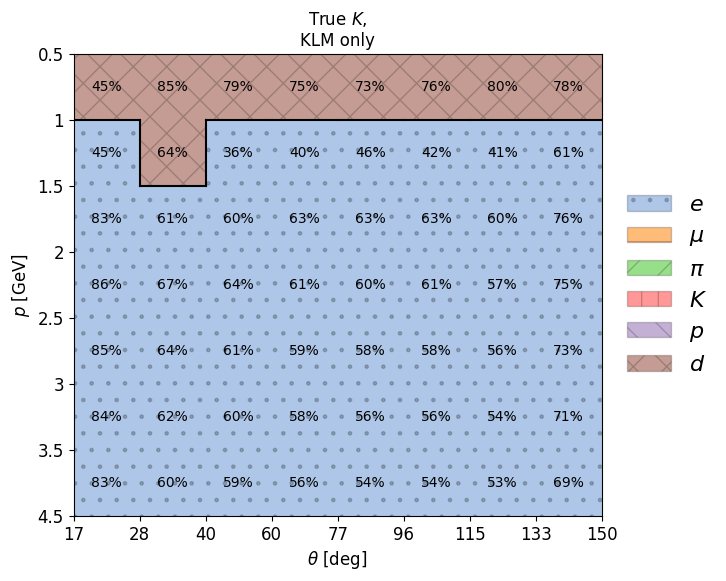 True K,
KLM only
0.5
45% 85% 79% 75% 73% 76% 80% 78%
1
45% 64% 36% 40% 46% 42% 41% 61%
1.5
83% 61% 60% 63% 63% 63% 60% 76%
2
86% 67% 64% 61% 60% 61% 57% 75%
2.5
85% 64% 61% 59% 58% 58% 56% 73%
3
84% 62% 60% 58% 56% 56% 54% 71%
3.5
83% 60% 59% 56% 54% 54% 53% 69%
4
4.5
p [GeV]
17 28 40 60 77 96 115 133 150
θ [deg]
e
μ
π
K
p
d